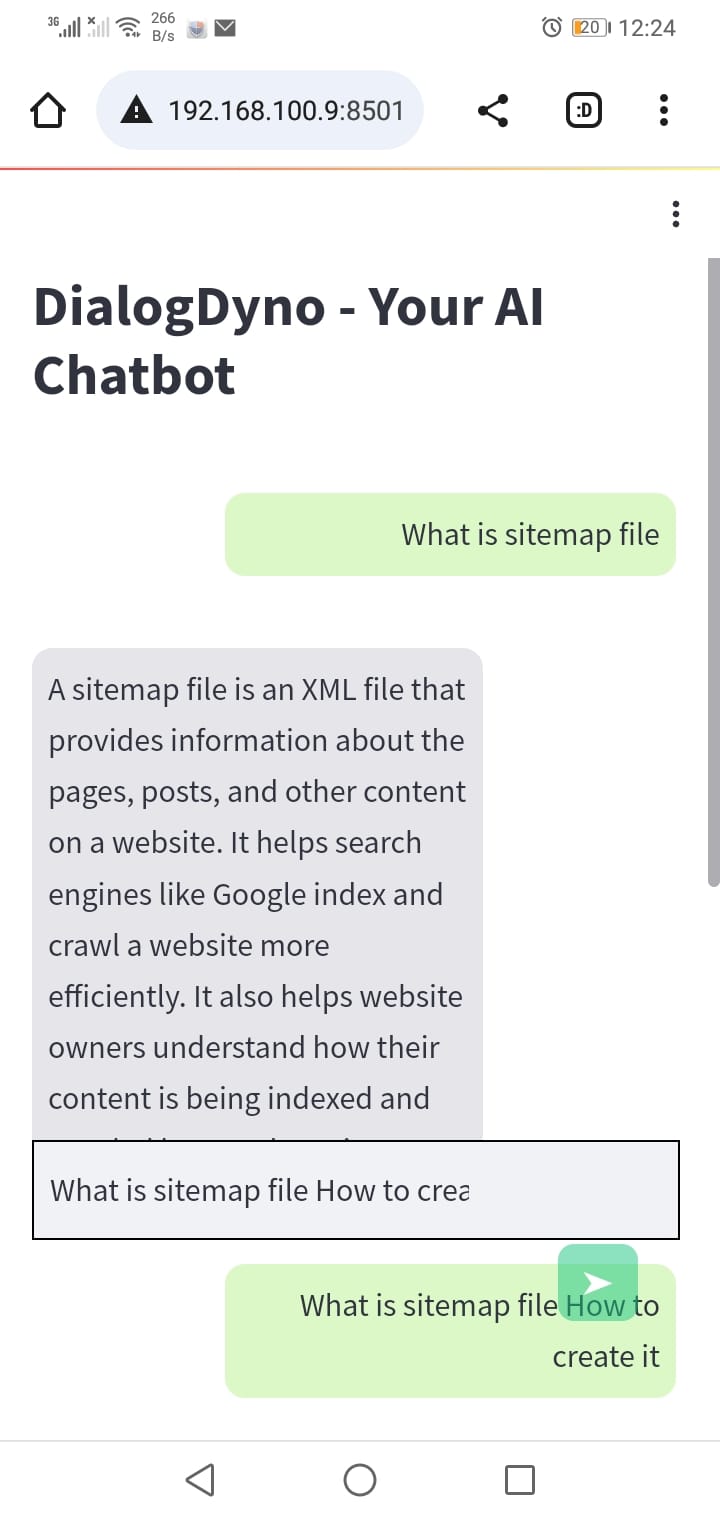 3G 266 B/s 20 12:24
192.168.100.9:8501 :D
DialogDyno - Your AI
Chatbot
What is sitemap file
A sitemap file is an XML file that
provides information about the
pages, posts, and other content
on a website. It helps search
engines like Google index and
crawl a website more
efficiently. It also helps website
owners understand how their
content is being indexed and
What is sitemap file How to crea
What is sitemap file How to
create it